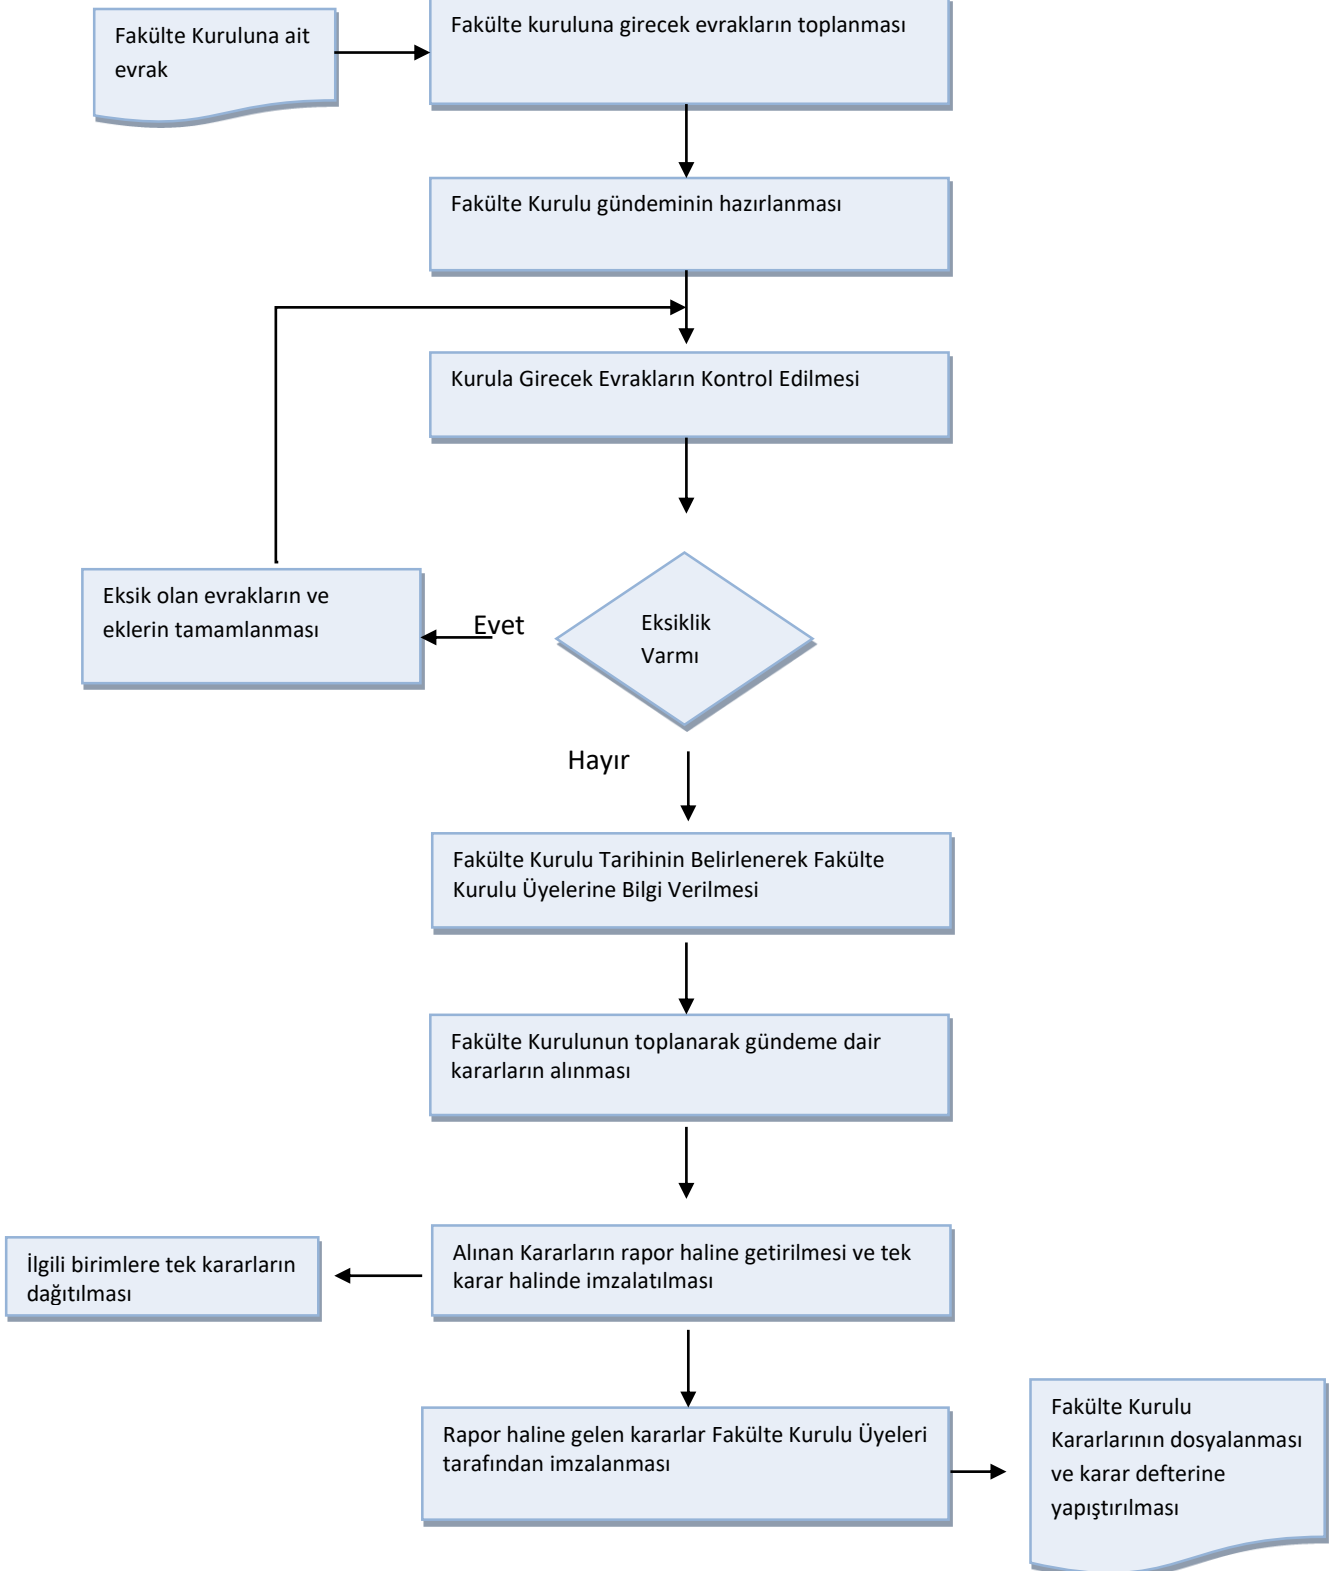 Fakülte Kuruluna ait
evrak
Fakülte kuruluna girecek evrakların toplanması
Fakülte Kurulu gündeminin hazırlanması
Kurula Girecek Evrakların Kontrol Edilmesi
Eksik olan evrakların ve
eklerin tamamlanması
Evet
Eksiklik
Varmı
Hayır
Fakülte Kurulu Tarihinin Belirlenerek Fakülte
Kurulu Üyelerine Bilgi Verilmesi
Fakülte Kurulunun toplanarak gündeme dair
kararların alınması
Alınan Kararların rapor haline getirilmesi ve tek
karar halinde imzalatılması
İlgili birimlere tek kararların
dağıtılması
Rapor haline gelen kararlar Fakülte Kurulu Üyeleri
tarafından imzalanması
Fakülte Kurulu
Kararlarının dosyalanması
ve karar defterine
yapıştırılması